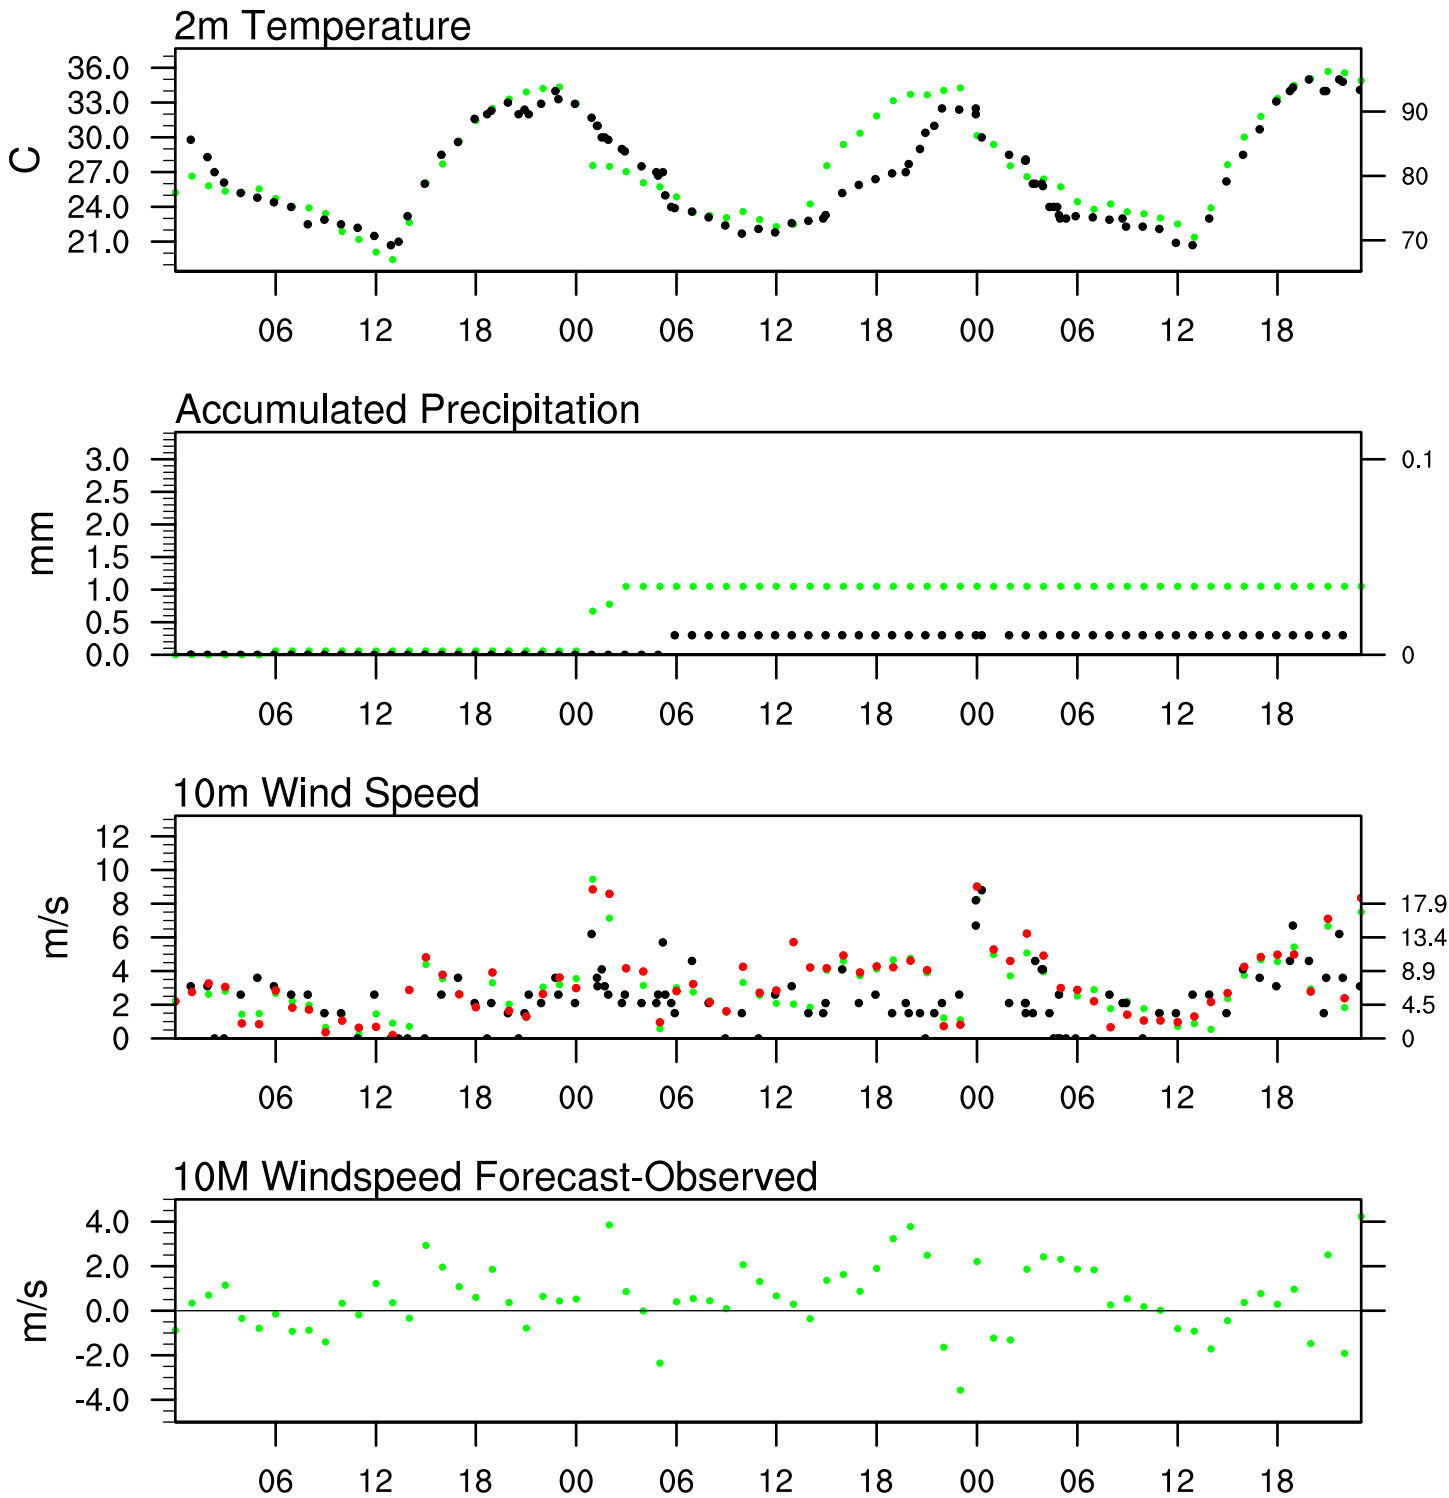 2m Temperature
36.0
33.0
30.0
27.0
24.0
21.0
C
90
80
70
06 12 18 00 06 12 18 00 06 12 18
Accumulated Precipitation
3.0
2.5
2.0
1.5
1.0
0.5
0.0
mm
0.1
0
06 12 18 00 06 12 18 00 06 12 18
10m Wind Speed
12
10
8
6
4
2
0
m/s
17.9
13.4
8.9
4.5
0
06 12 18 00 06 12 18 00 06 12 18
10M Windspeed Forecast-Observed
4.0
2.0
0.0
-2.0
-4.0
m/s
06 12 18 00 06 12 18 00 06 12 18